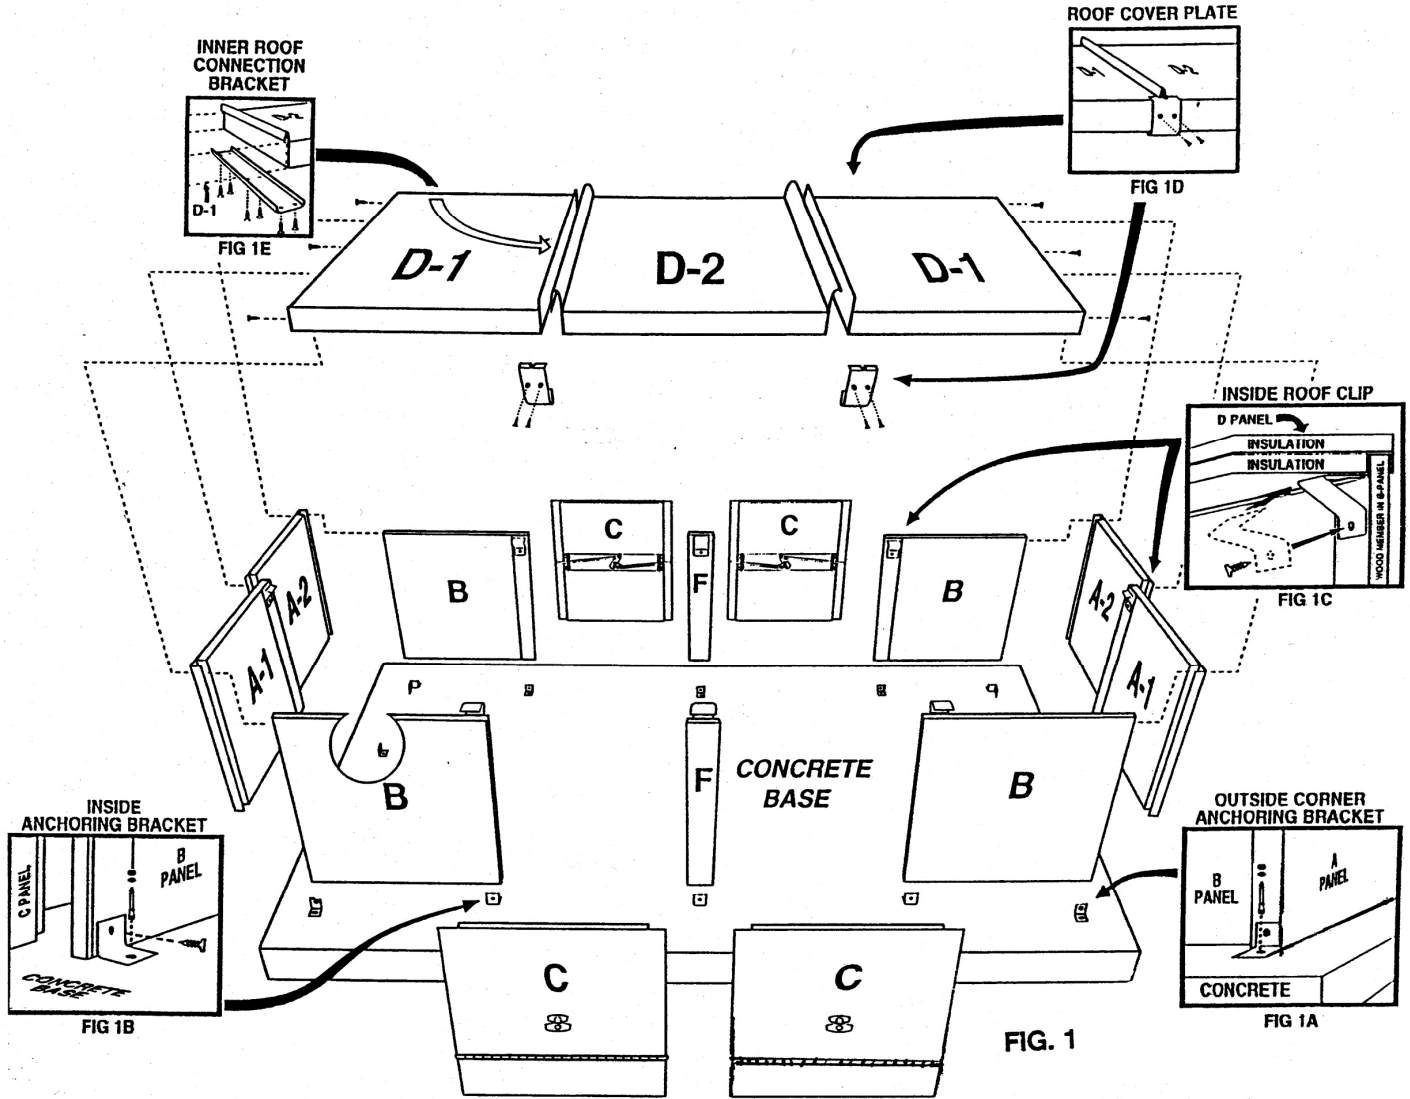 ROOF COVER PLATE
D-1
D-2
FIG 1D
INNER ROOF
CONNECTION
BRACKET
D-2
D-1
FIG 1E
D-1
D-2
D-1
INSIDE ROOF CLIP
D PANEL
INSULATION
INSULATION
WOOD MEMBER IN B-PANEL
FIG 1C
C
C
B
F
B
A-2
A-2
A-1
A-1
B
F
B
CONCRETE
BASE
INSIDE
ANCHORING BRACKET
C PANEL
B
PANEL
CONCRETE
BASE
FIG 1B
OUTSIDE CORNER
ANCHORING BRACKET
B
PANEL
A
PANEL
CONCRETE
FIG 1A
C
C
FIG. 1